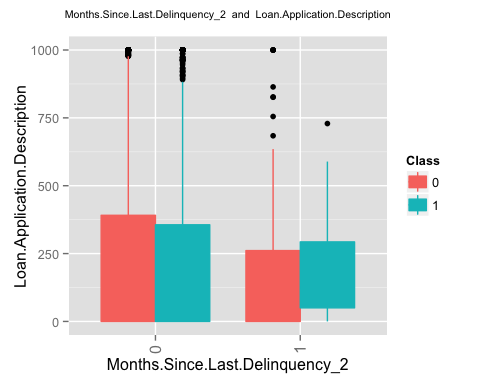 Months.Since.Last.Delinquency_2 and Loan.Application.Description
Loan.Application.Description
1000
750
500
250
0
0
1
Months.Since.Last.Delinquency_2
Class
0
1